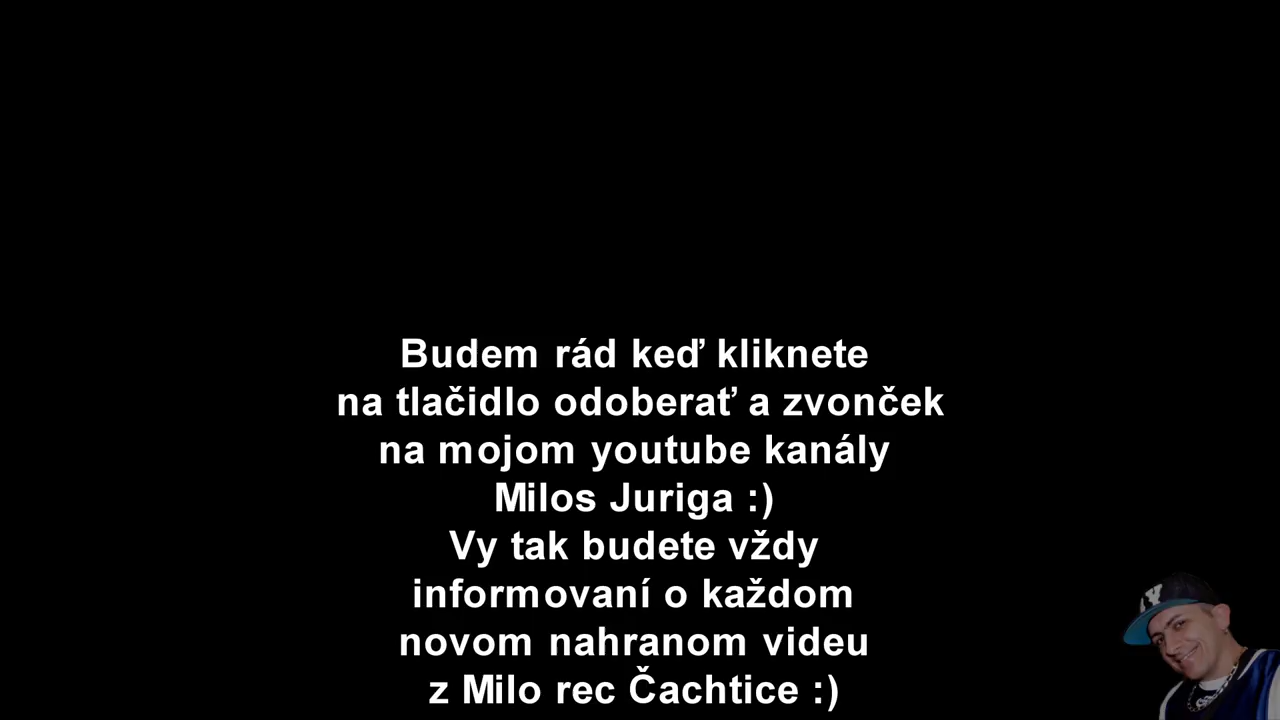 Budem rád keď kliknete
na tlačidlo odoberať a zvonček
na mojom youtube kanály
Milos Juriga :)
Vy tak budete vždy
informovaní o každom
novom nahranom videu
z Milo rec Čachtice :)